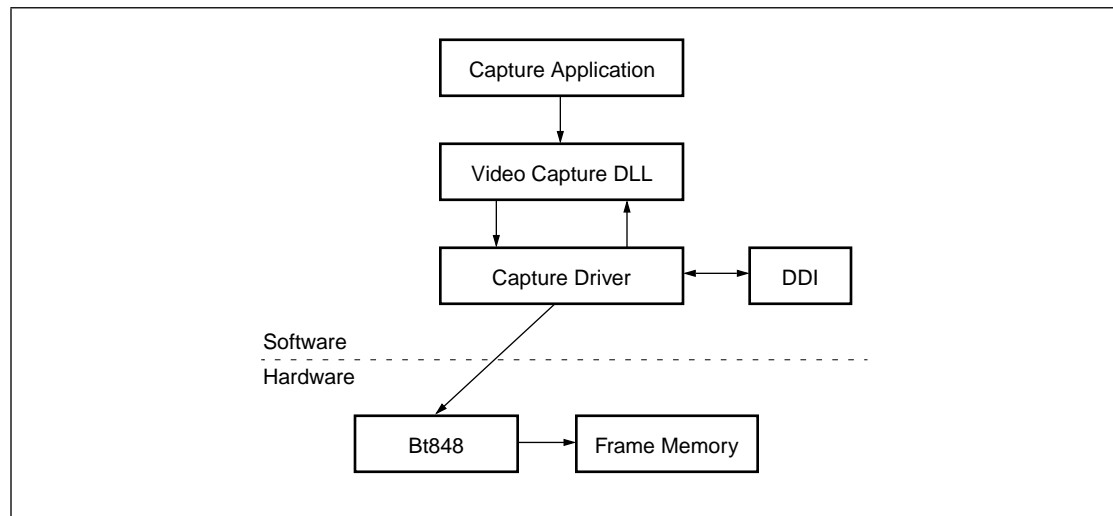 Capture Application
Video Capture DLL
Capture Driver
DDI
Software
Hardware
Bt848
Frame Memory